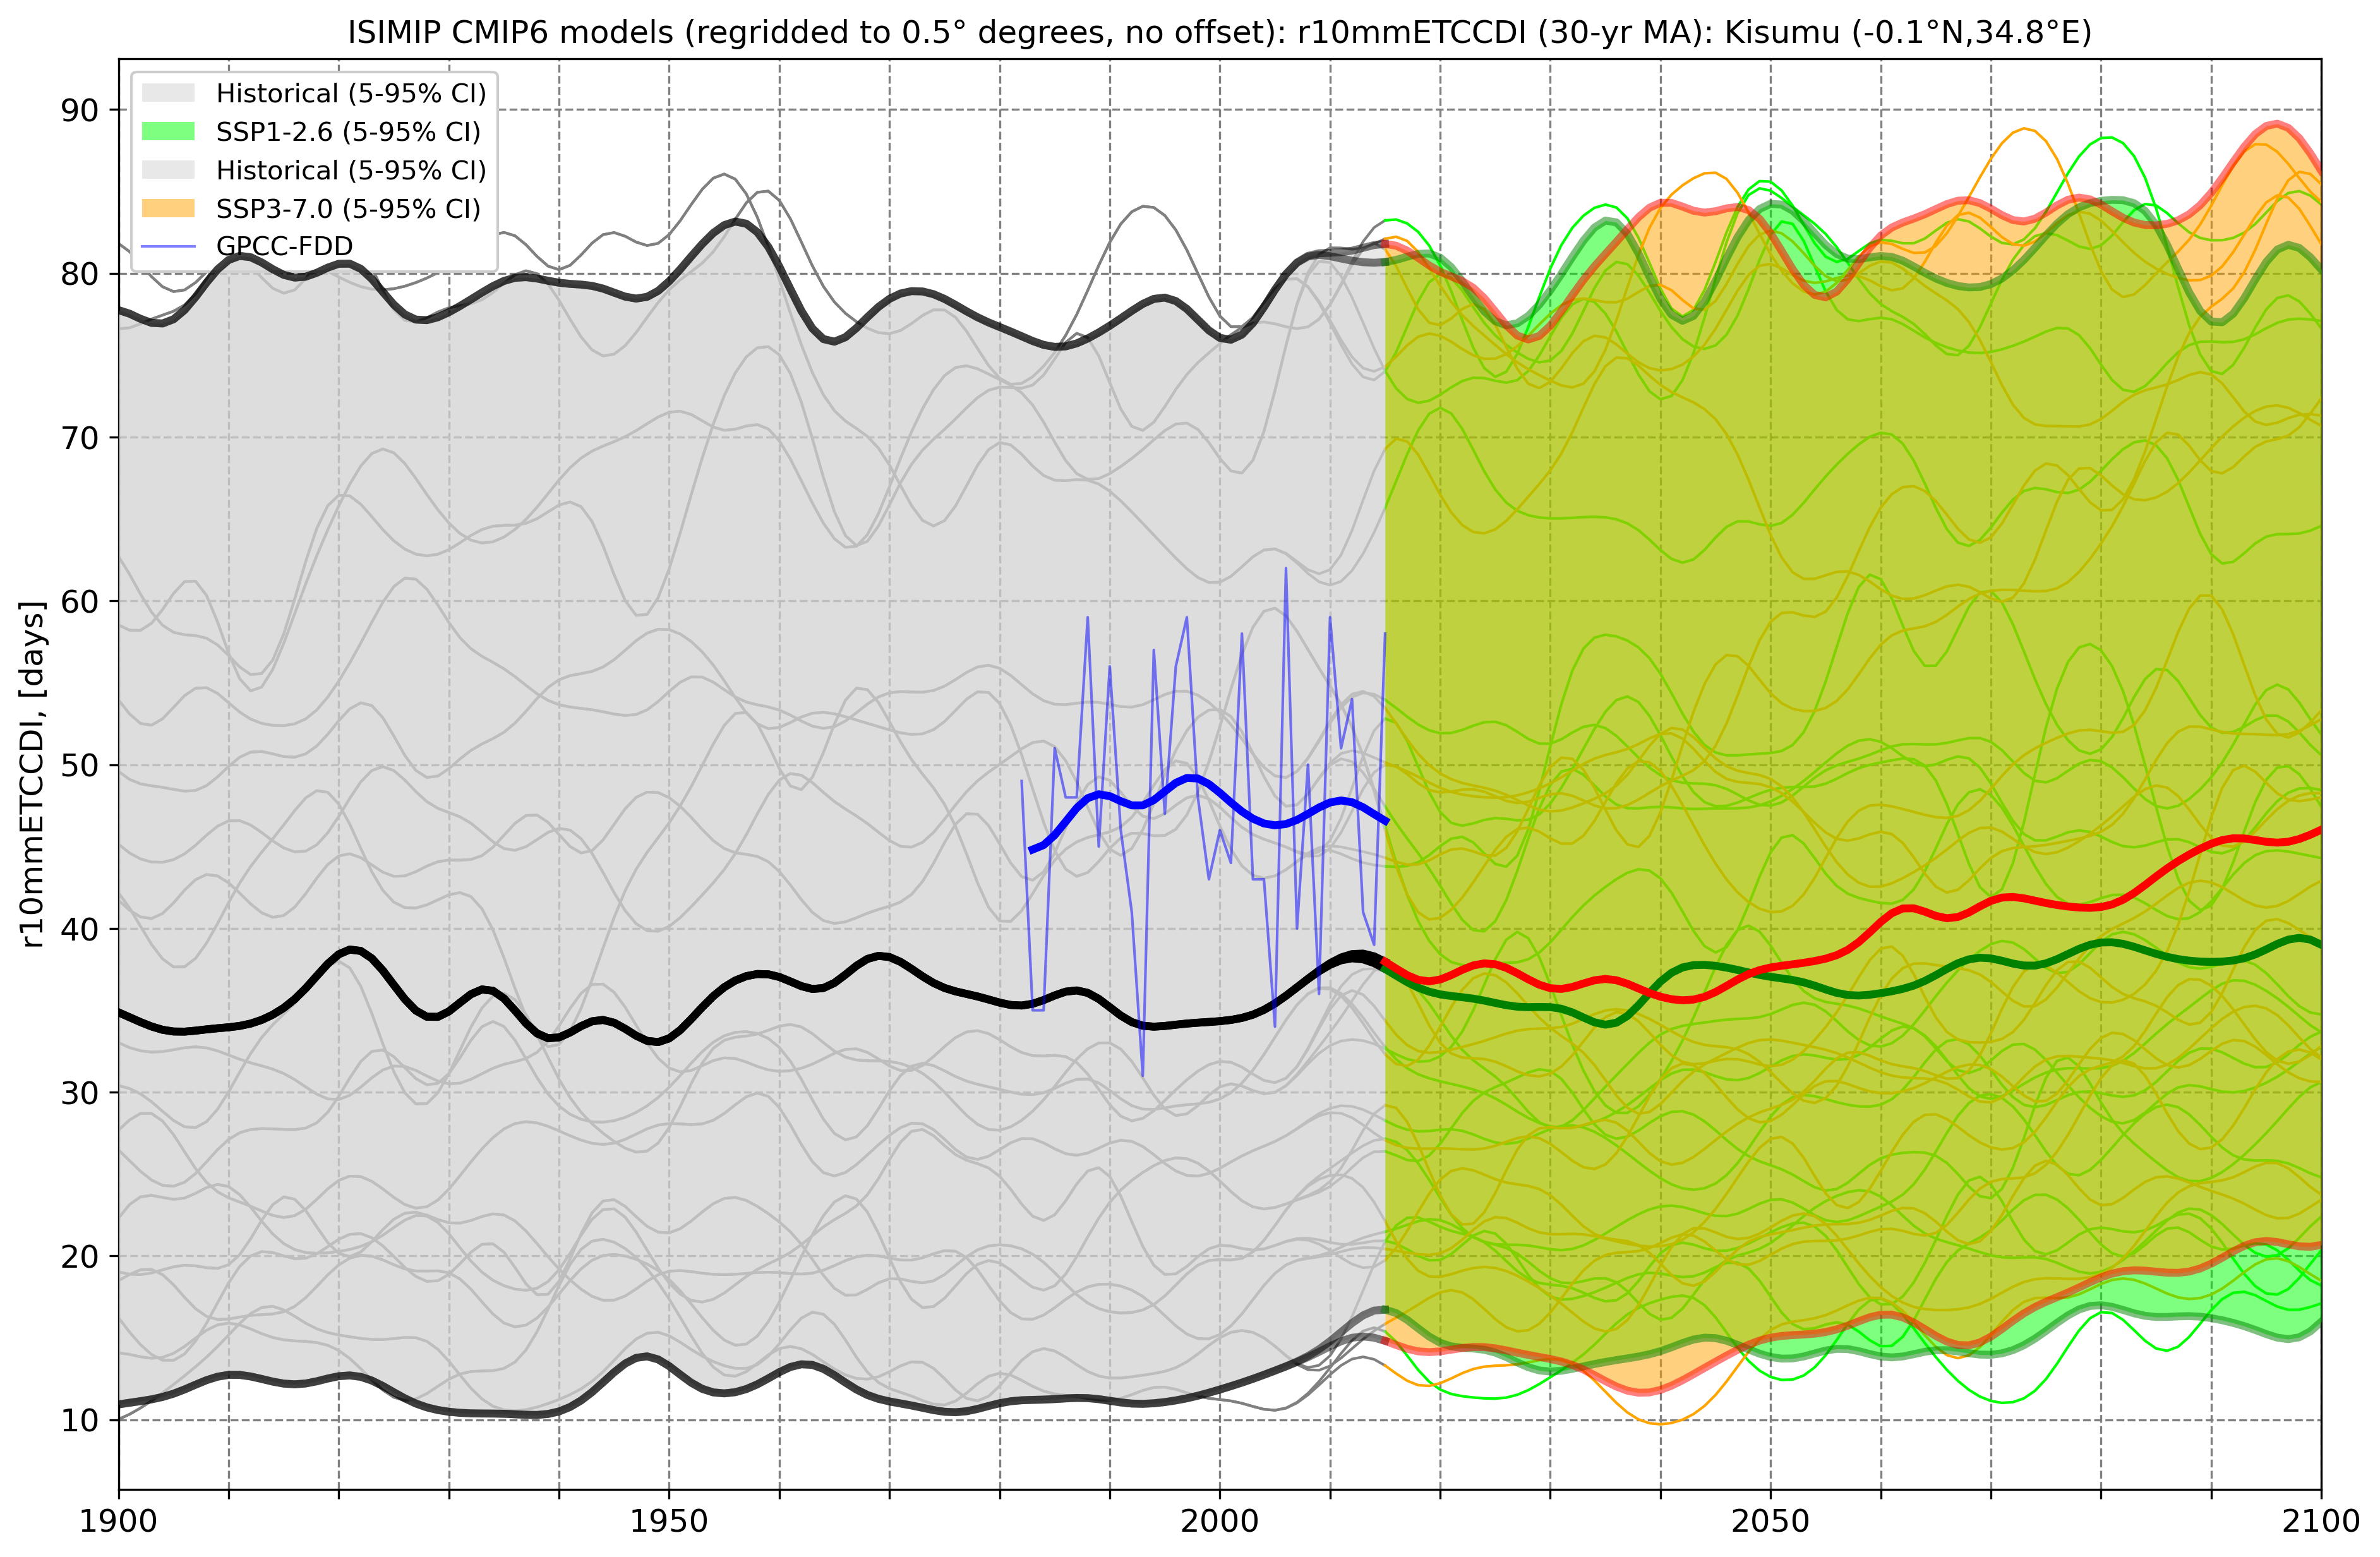 ISIMIP CMIP6 models (regridded to 0.5° degrees, no offset): r10mmETCCDI (30-yr MA): Kisumu (-0.1°N,34.8°E)
Historical (5-95% CI)
SSP1-2.6 (5-95% CI)
Historical (5-95% CI)
SSP3-7.0 (5-95% CI)
GPCC-FDD
r10mmETCCDI, [days]
90
80
70
60
50
40
30
20
10
1900 1950 2000 2050 2100